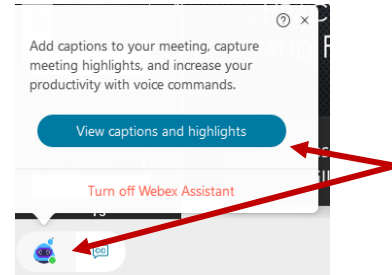 Add captions to your meeting, capture
meeting highlights, and increase your
productivity with voice commands.
View captions and highlights
Turn off Webex Assistant
CC